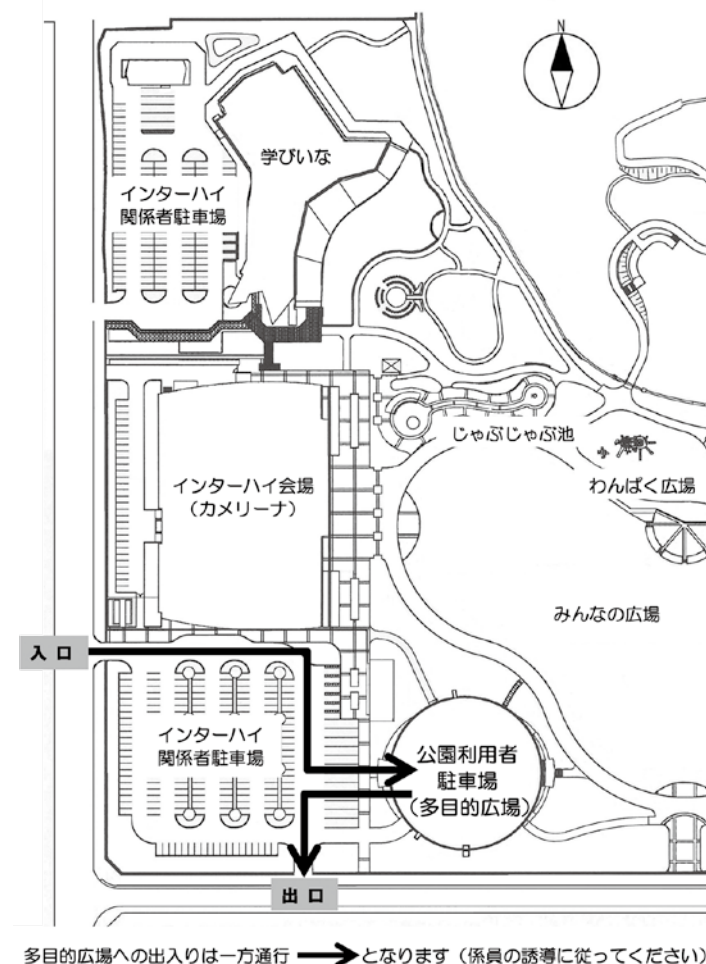 N
学びいな
インターハイ
関係者駐車場
じゃぶじゃぶ池
わんぱく広場
インターハイ会場
（カメリーナ）
みんなの広場
入口
インターハイ
関係者駐車場
公園利用者
駐車場
（多目的広場）
出口
多目的広場への出入りは一方通行 ➔ となります（係員の誘導に従ってください）